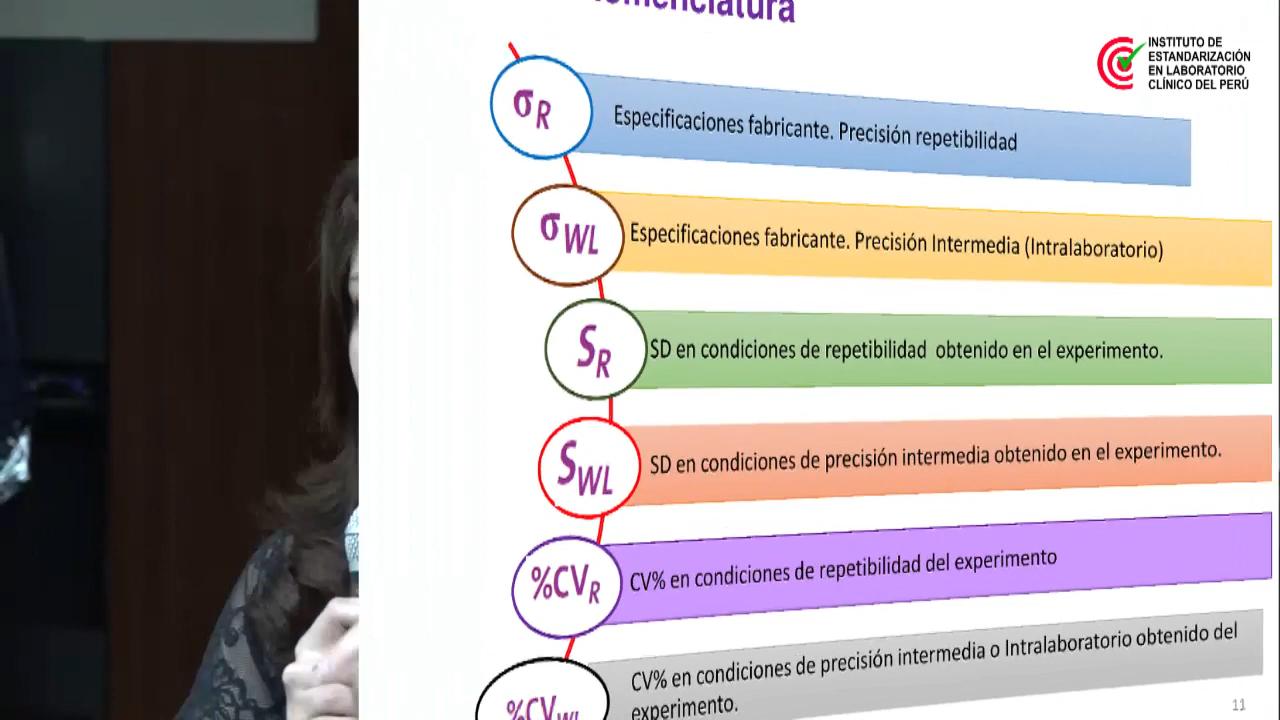 Nomenclatura
INSTITUTO DE
ESTANDARIZACIÓN
EN LABORATORIO
CLÍNICO DEL PERÚ
σR Especificaciones fabricante. Precisión repetibilidad
σWL Especificaciones fabricante. Precisión Intermedia (Intralaboratorio)
SR SD en condiciones de repetibilidad obtenido en el experimento.
SWL SD en condiciones de precisión intermedia obtenido en el experimento.
%CVR CV% en condiciones de repetibilidad del experimento
%CVWL CV% en condiciones de precisión intermedia o Intralaboratorio obtenido del
experimento.
11